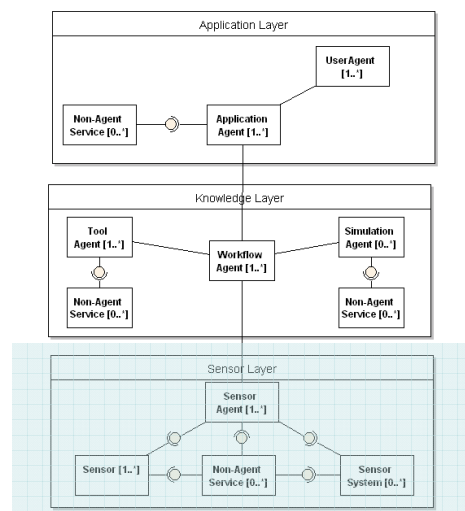 Application Layer
UserAgent
[1..*]
Non-Agent
Service [0..*]
Application
Agent [1..*]
Knowledge Layer
Tool
Agent [1..*]
Workflow
Agent [1..*]
Simulation
Agent [0..*]
Non-Agent
Service [0..*]
Non-Agent
Service [0..*]
Sensor Layer
Sensor
Agent [1..*]
Sensor [1..*]
Non-Agent
Service [0..*]
Sensor
System [0..*]